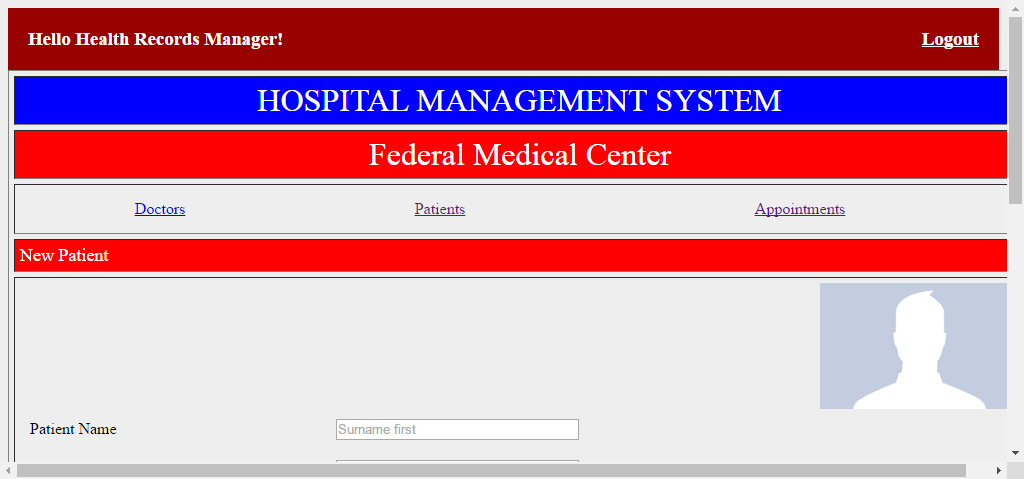 Hello Health Records Manager! Logout
HOSPITAL MANAGEMENT SYSTEM
Federal Medical Center
Doctors Patients Appointments
New Patient
Patient Name Surname first